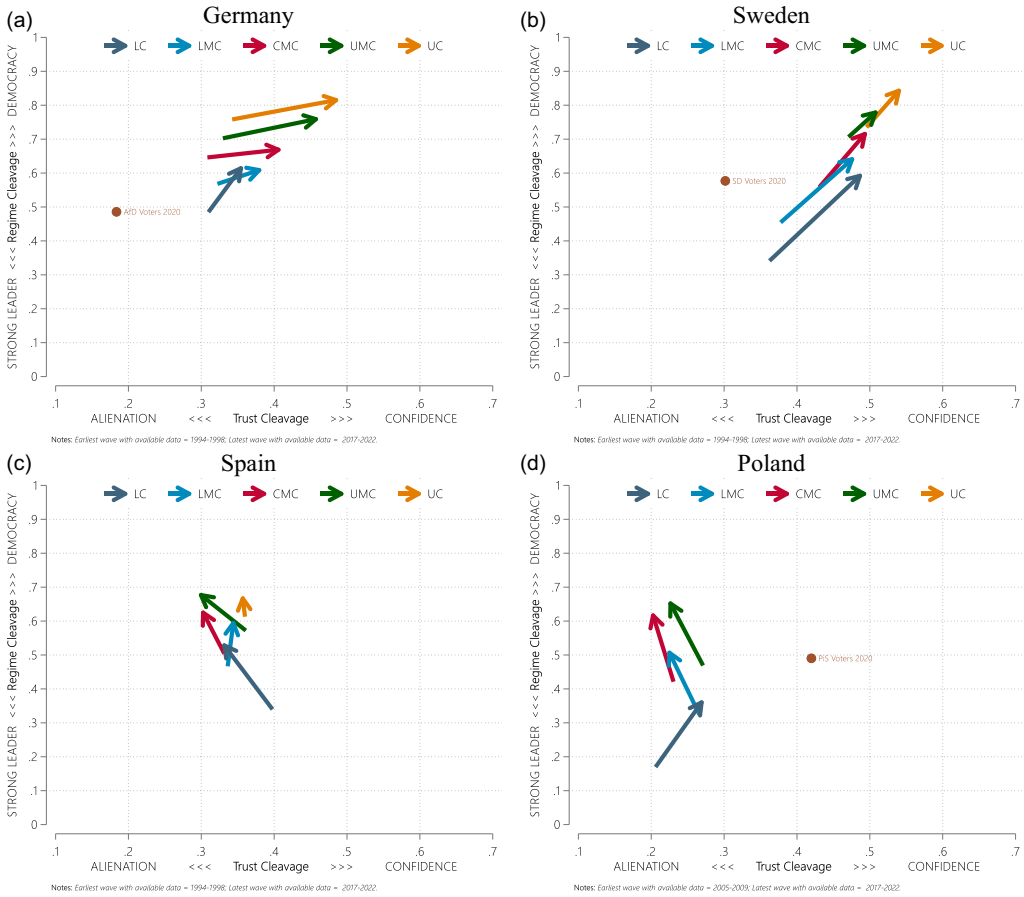 (a) Germany
LC LMC CMC UMC UC
STRONG LEADER <<< Regime Cleavage >>> DEMOCRACY
1
.9
.8
.7
.6
.5
.4
.3
.2
.1
0
AfD Voters 2020
.1 .2 .3 .4 .5 .6 .7
ALIENATION <<< Trust Cleavage >>> CONFIDENCE
Notes: Earliest wave with available data = 1994-1998; Latest wave with available data = 2017-2022.
(b) Sweden
LC LMC CMC UMC UC
STRONG LEADER <<< Regime Cleavage >>> DEMOCRACY
1
.9
.8
.7
.6
.5
.4
.3
.2
.1
0
SD Voters 2020
.1 .2 .3 .4 .5 .6 .7
ALIENATION <<< Trust Cleavage >>> CONFIDENCE
Notes: Earliest wave with available data = 1994-1998; Latest wave with available data = 2017-2022.
(c) Spain
LC LMC CMC UMC UC
STRONG LEADER <<< Regime Cleavage >>> DEMOCRACY
1
.9
.8
.7
.6
.5
.4
.3
.2
.1
0
.1 .2 .3 .4 .5 .6 .7
ALIENATION <<< Trust Cleavage >>> CONFIDENCE
Notes: Earliest wave with available data = 1994-1998; Latest wave with available data = 2017-2022.
(d) Poland
LC LMC CMC UMC UC
STRONG LEADER <<< Regime Cleavage >>> DEMOCRACY
1
.9
.8
.7
.6
.5
.4
.3
.2
.1
0
PiS Voters 2020
.1 .2 .3 .4 .5 .6 .7
ALIENATION <<< Trust Cleavage >>> CONFIDENCE
Notes: Earliest wave with available data = 2005-2009; Latest wave with available data = 2017-2022.